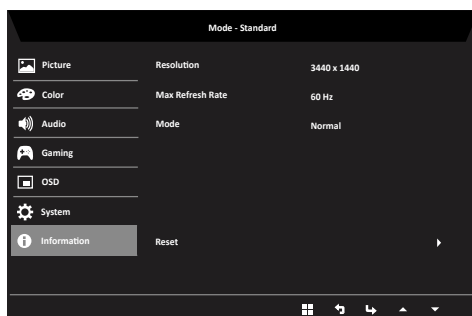 Mode - Standard
Picture
Resolution 3440 x 1440
Color
Max Refresh Rate 60 Hz
Audio
Mode Normal
Gaming
OSD
System
Information
Reset